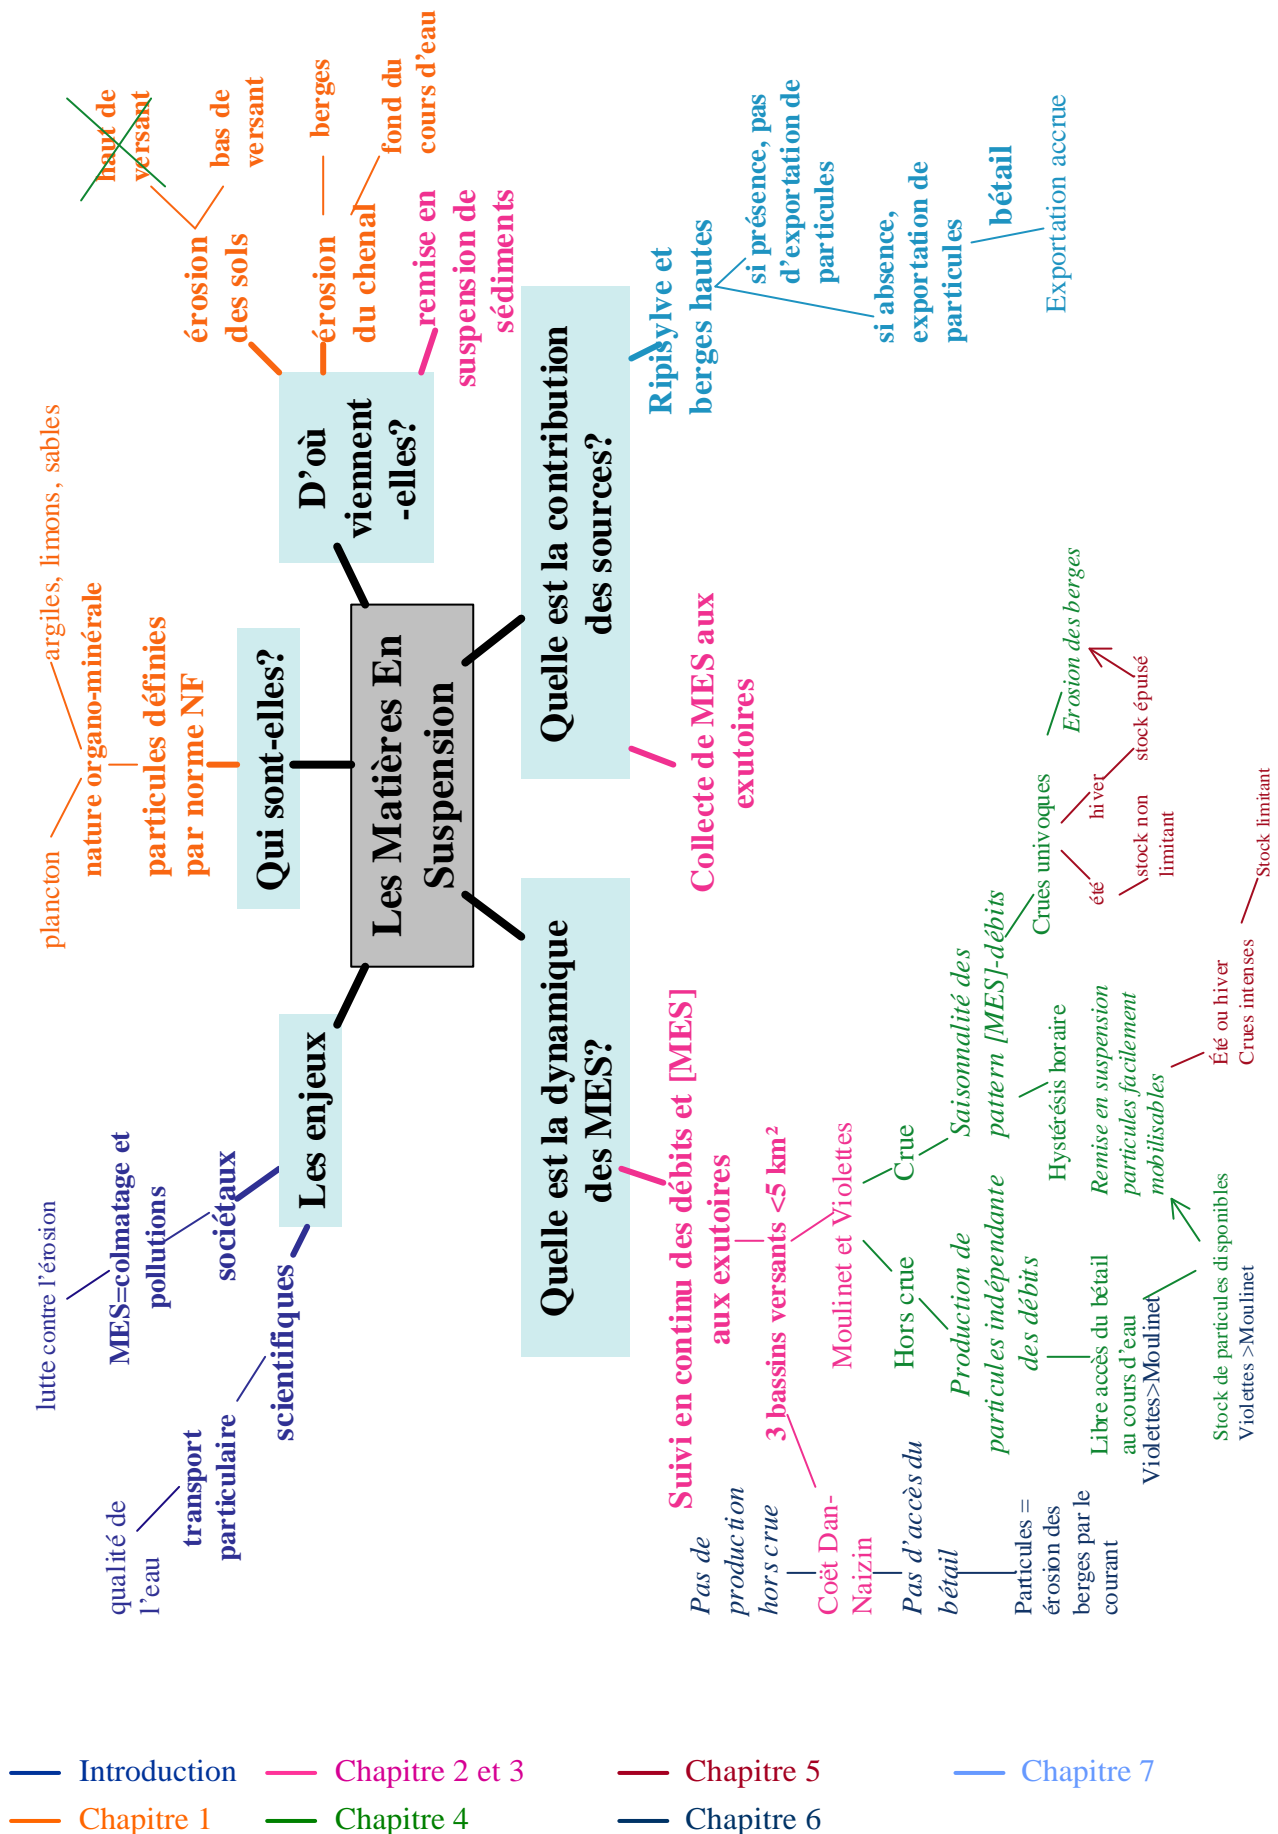 Les Matières En
Suspension
Les enjeux
sociétaux
MES=colmatage et
pollutions
lutte contre l'érosion
scientifiques
transport
particulaire
qualité de
l'eau
Qui sont-elles?
particules définies
par norme NF
nature organo-minérale
plancton
argiles, limons, sables
D'où
viennent
-elles?
érosion
des sols
haut de
versant
bas de
versant
érosion
du chenal
berges
fond du
cours d'eau
remise en
suspension de
sédiments
Quelle est la contribution
des sources?
Ripisylve et
berges hautes
si présence, pas
d'exportation de
particules
si absence,
exportation de
particules
bétail
Exportation accrue
Collecte de MES aux
exutoires
Quelle est la dynamique
des MES?
Suivi en continu des débits et [MES]
aux exutoires
3 bassins versants <5 km²
Coët Dan-
Naizin
Pas de
production
hors crue
Pas d'accès du
bétail
Particules =
érosion des
berges par le
courant
Moulinet et Violettes
Hors crue
Production de
particules indépendante
des débits
Libre accès du bétail
au cours d'eau
Violettes>Moulinet
Stock de particules disponibles
Violettes >Moulinet
Crue
Saisonnalité des
pattern [MES]-débits
Hystérésis horaire
Remise en suspension
particules facilement
mobilisables
Été ou hiver
Crues intenses
Stock limitant
Crues univoques
été
stock non
limitant
hiver
stock épuisé
Erosion des berges
Introduction
Chapitre 2 et 3
Chapitre 5
Chapitre 7
Chapitre 1
Chapitre 4
Chapitre 6